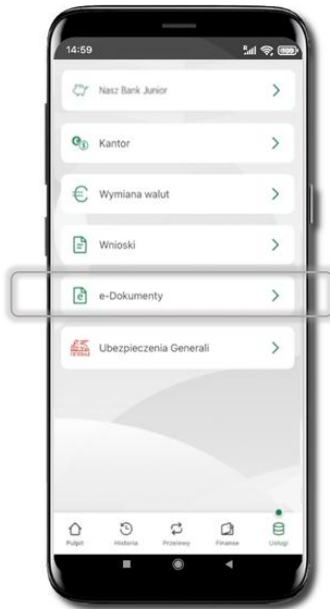 14:59
Nasz Bank Junior
Kantor
Wymiana walut
Wnioski
e-Dokumenty
Ubezpieczenia Generali
Pulpit Historia Przelewy Finanse Usługi